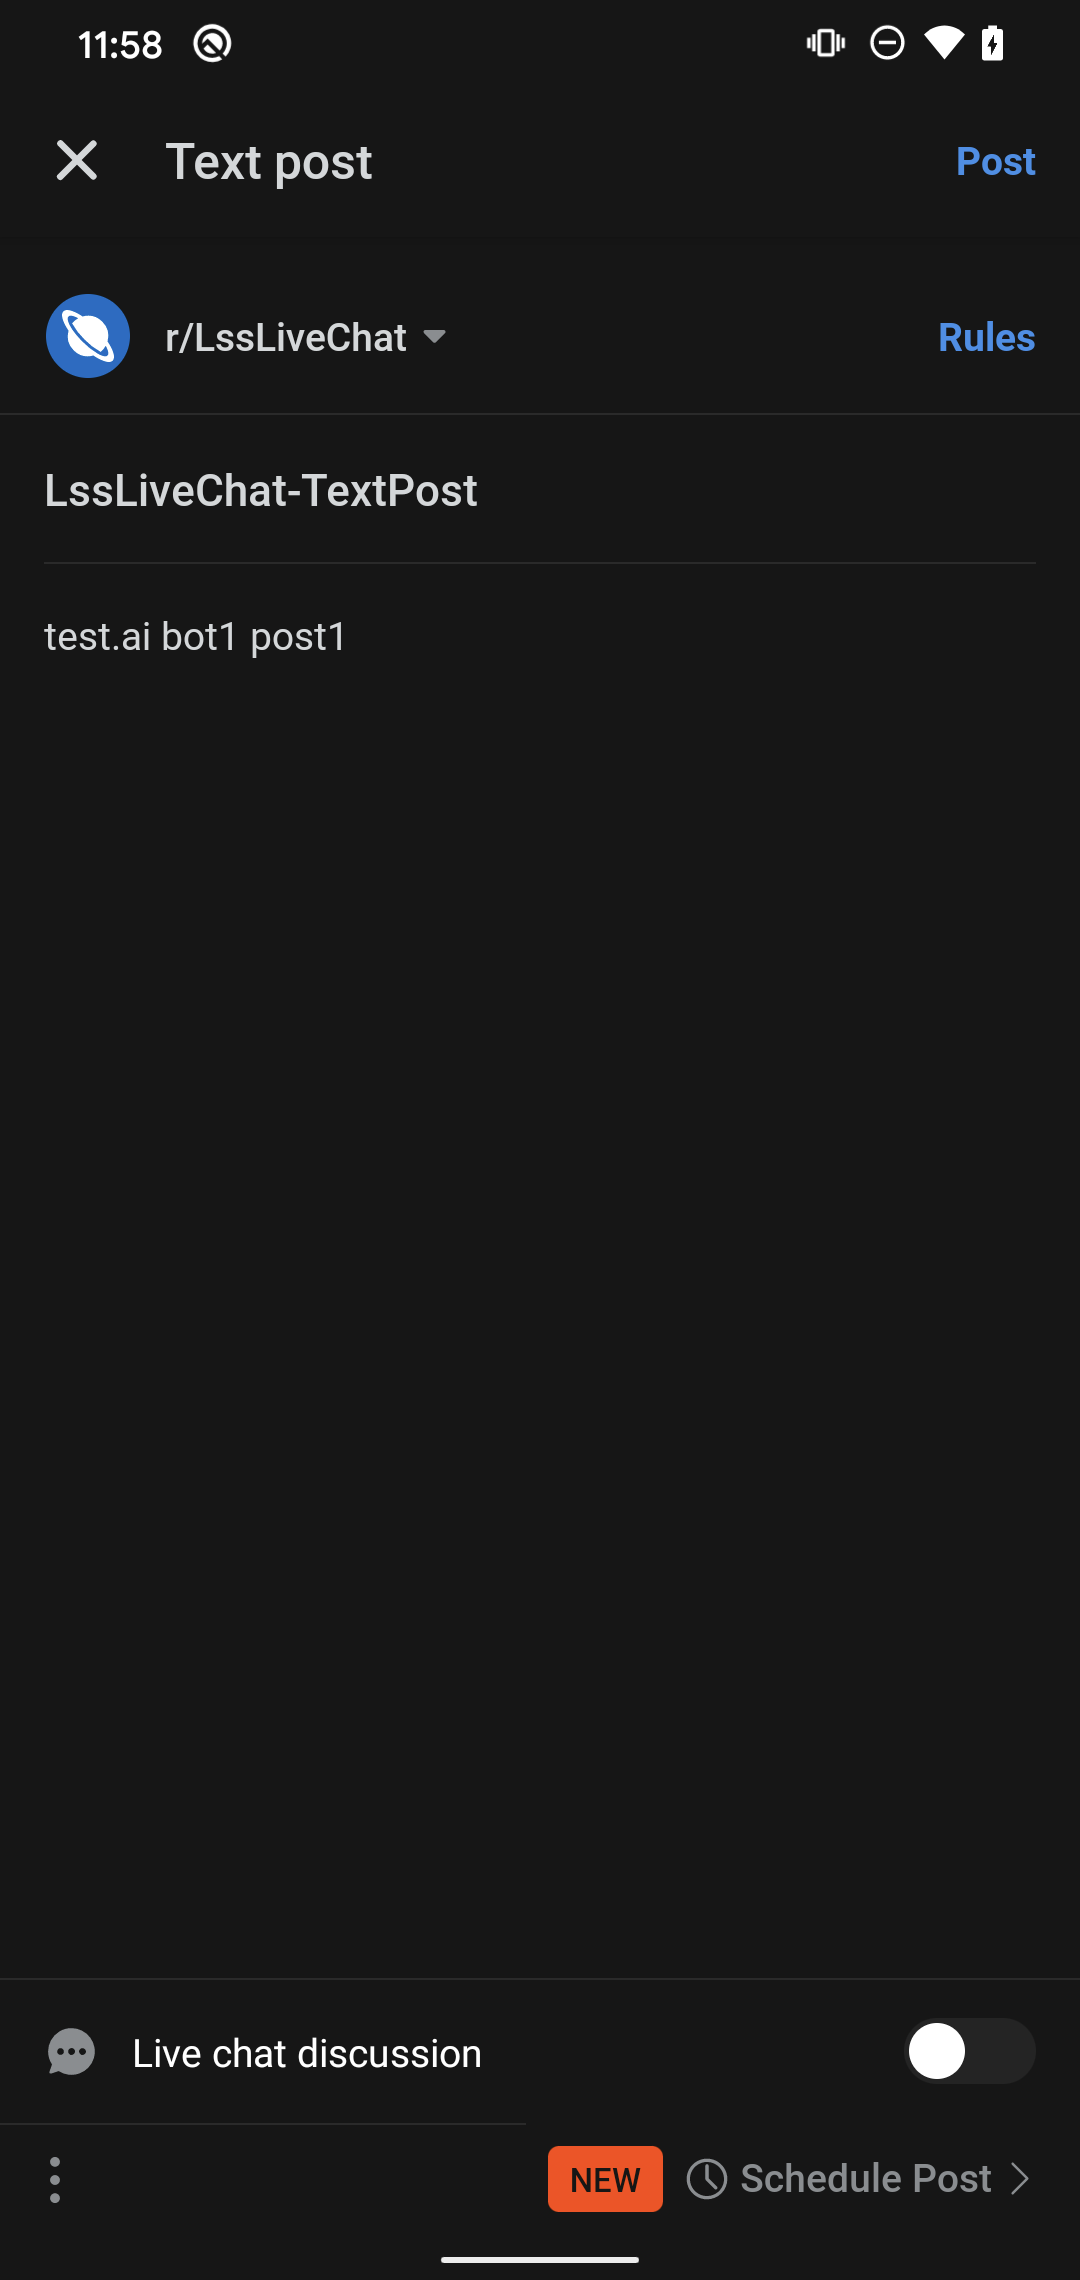 11:58
Text post
Post
r/LssLiveChat
Rules
LssLiveChat-TextPost
test.ai bot1 post1
Live chat discussion
NEW
Schedule Post